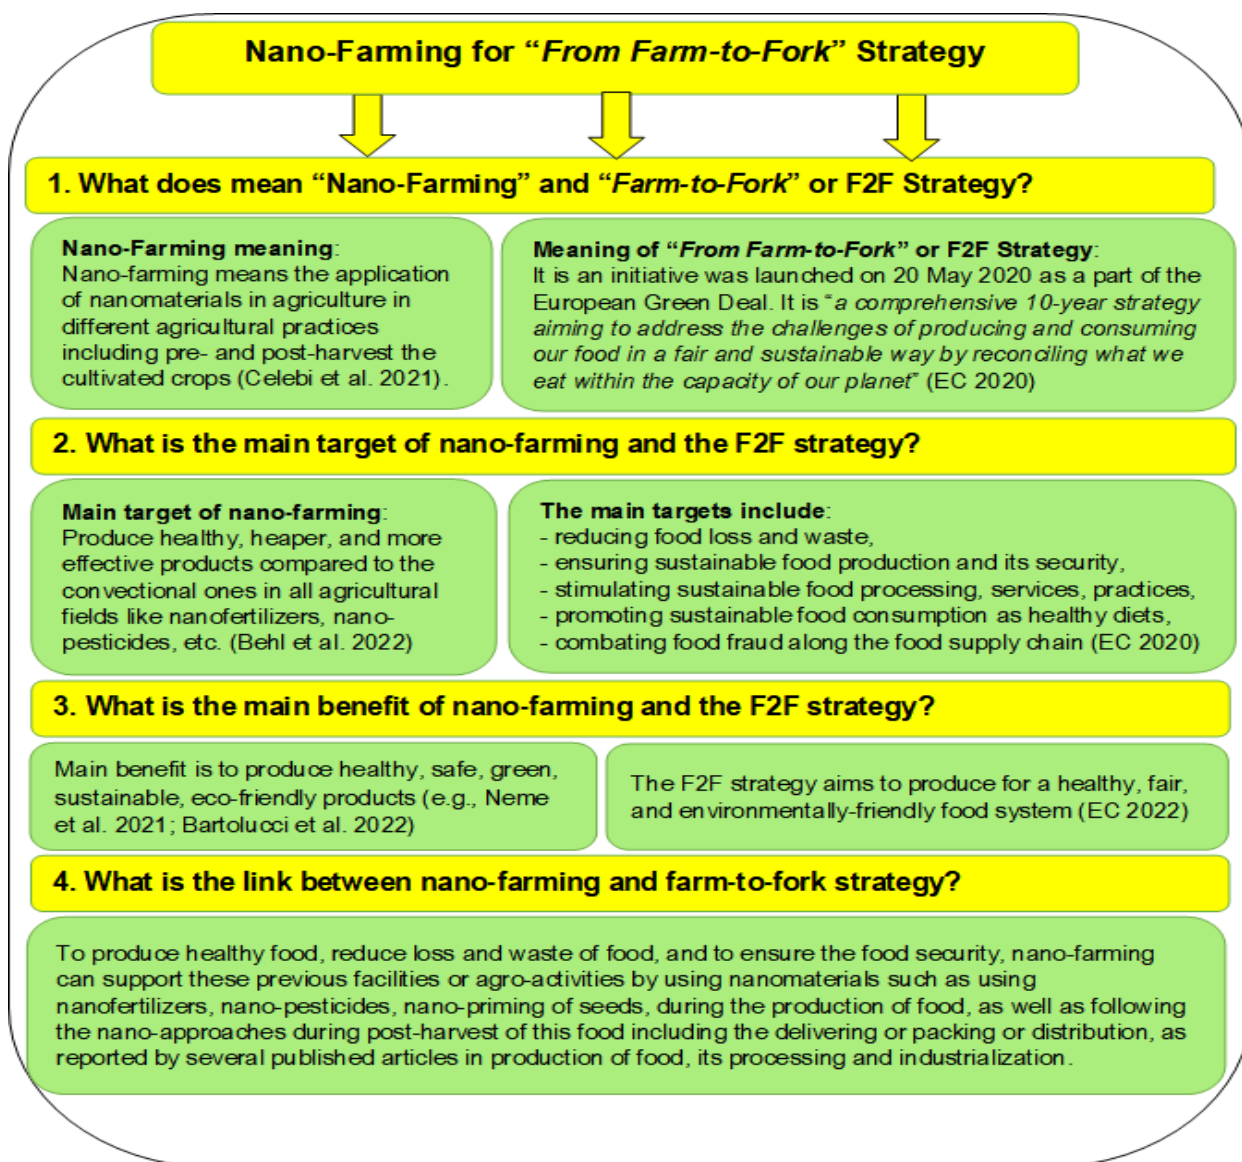 Nano-Farming for “From Farm-to-Fork” Strategy
1. What does mean “Nano-Farming” and “Farm-to-Fork” or F2F Strategy?
Nano-Farming meaning:
Nano-farming means the application
of nanomaterials in agriculture in
different agricultural practices
including pre- and post-harvest the
cultivated crops (Celebi et al. 2021).
Meaning of “From Farm-to-Fork” or F2F Strategy:
It is an initiative was launched on 20 May 2020 as a part of the
European Green Deal. It is “a comprehensive 10-year strategy
aiming to address the challenges of producing and consuming
our food in a fair and sustainable way by reconciling what we
eat within the capacity of our planet” (EC 2020)
2. What is the main target of nano-farming and the F2F strategy?
Main target of nano-farming:
Produce healthy, heaper, and more
effective products compared to the
convectional ones in all agricultural
fields like nanofertilizers, nano-
pesticides, etc. (Behl et al. 2022)
The main targets include:
- reducing food loss and waste,
- ensuring sustainable food production and its security,
- stimulating sustainable food processing, services, practices,
- promoting sustainable food consumption as healthy diets,
- combating food fraud along the food supply chain (EC 2020)
3. What is the main benefit of nano-farming and the F2F strategy?
Main benefit is to produce healthy, safe, green,
sustainable, eco-friendly products (e.g., Neme
et al. 2021; Bartolucci et al. 2022)
The F2F strategy aims to produce for a healthy, fair,
and environmentally-friendly food system (EC 2022)
4. What is the link between nano-farming and farm-to-fork strategy?
To produce healthy food, reduce loss and waste of food, and to ensure the food security, nano-farming
can support these previous facilities or agro-activities by using nanomaterials such as using
nanofertilizers, nano-pesticides, nano-priming of seeds, during the production of food, as well as following
the nano-approaches during post-harvest of this food including the delivering or packing or distribution, as
reported by several published articles in production of food, its processing and industrialization.